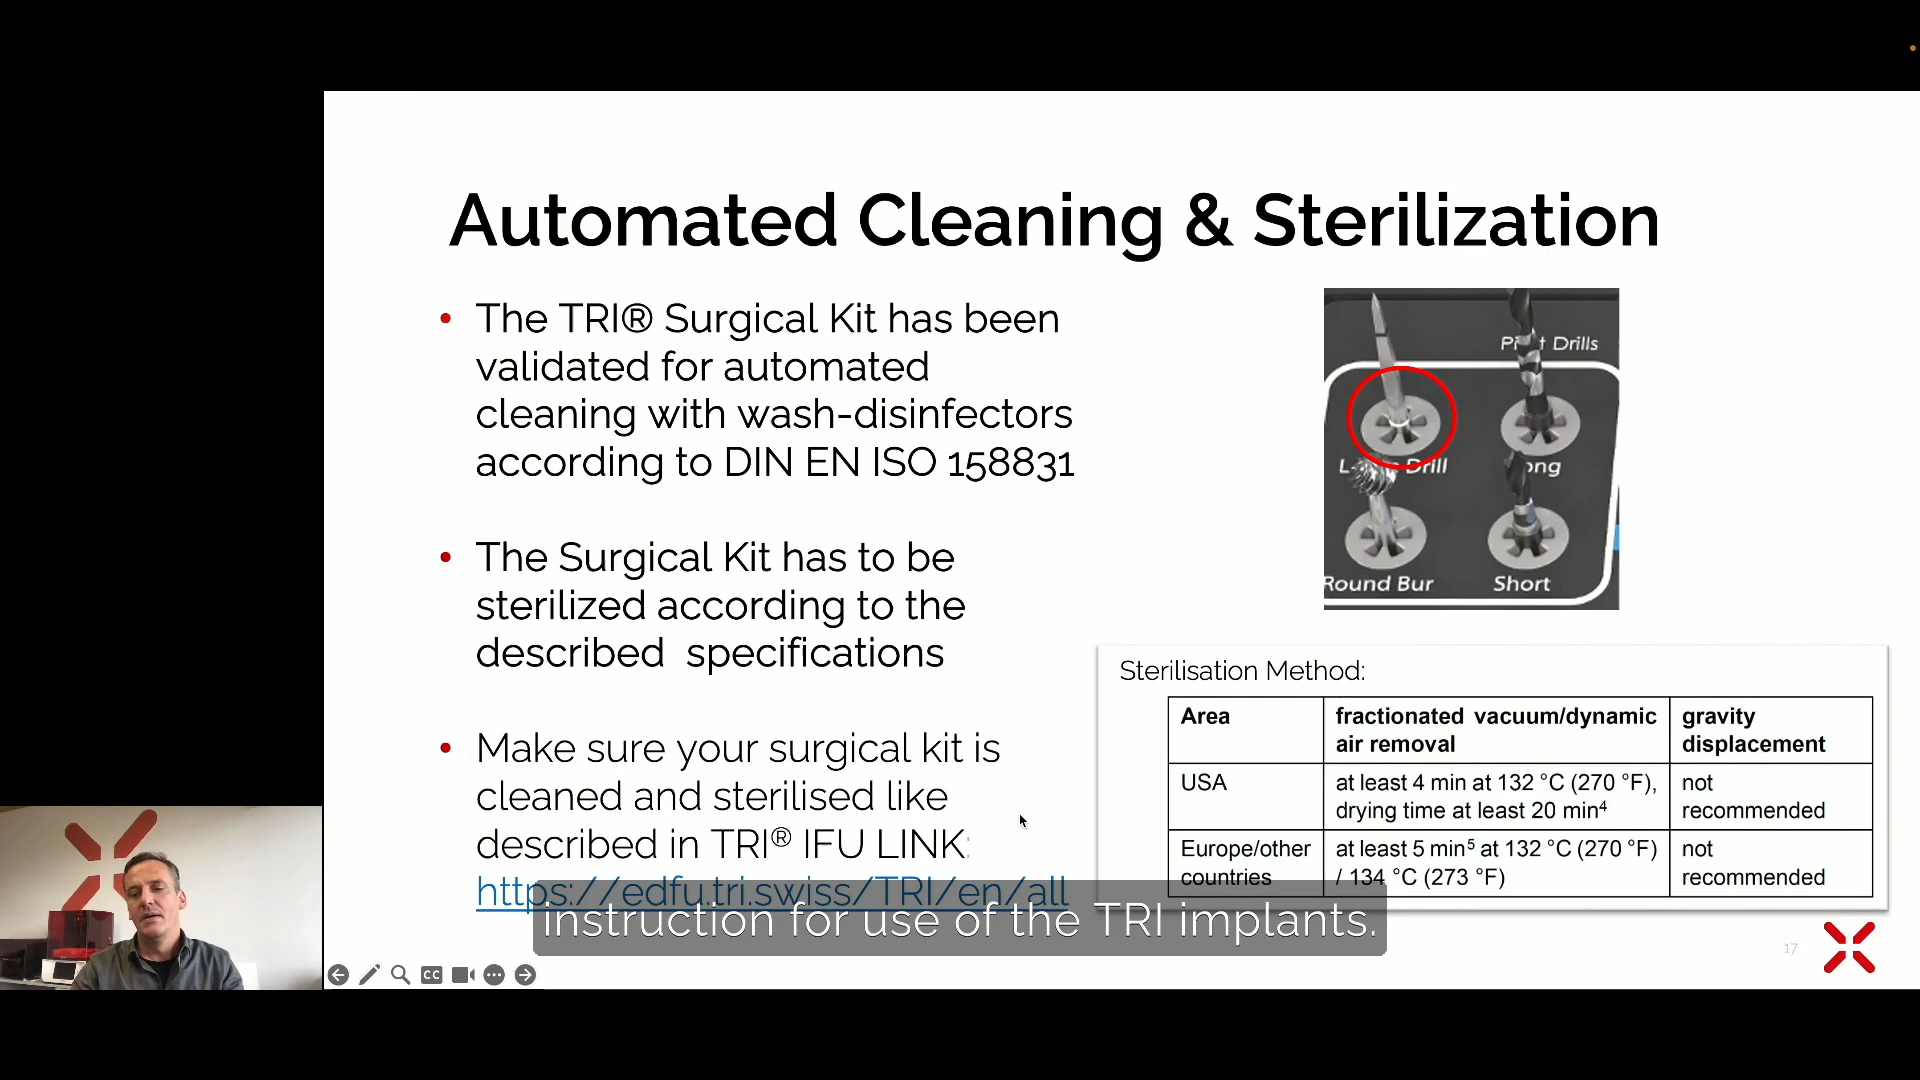 Automated Cleaning & Sterilization
• The TRI® Surgical Kit has been
validated for automated
cleaning with wash-disinfectors
according to DIN EN ISO 158831
• The Surgical Kit has to be
sterilized according to the
described specifications
• Make sure your surgical kit is
cleaned and sterilised like
described in TRI® IFU LINK:
https://edfu.tri.swiss/TRI/en/all
Drills
Drill
Round Bur
Short
Sterilisation Method:
Area
fractionated vacuum/dynamic
air removal
gravity
displacement
USA
at least 4 min at 132 °C (270 °F),
drying time at least 20 min⁴
not
recommended
Europe/other
countries
at least 5 min⁵ at 132 °C (270 °F)
/ 134 °C (273 °F)
not
recommended
instruction for use of the TRI implants.
17
CC